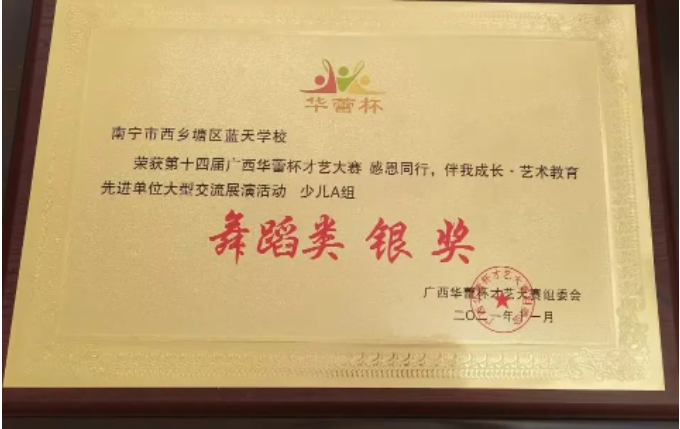 华蕾杯
南宁市西乡塘区蓝天学校
荣获第十四届广西华蕾杯才艺大赛 感恩同行，伴我成长·艺术教育
先进单位大型交流展演活动 少儿A组
舞蹈类 银奖
广西华蕾杯才艺大赛组委会
二〇二一年十一月